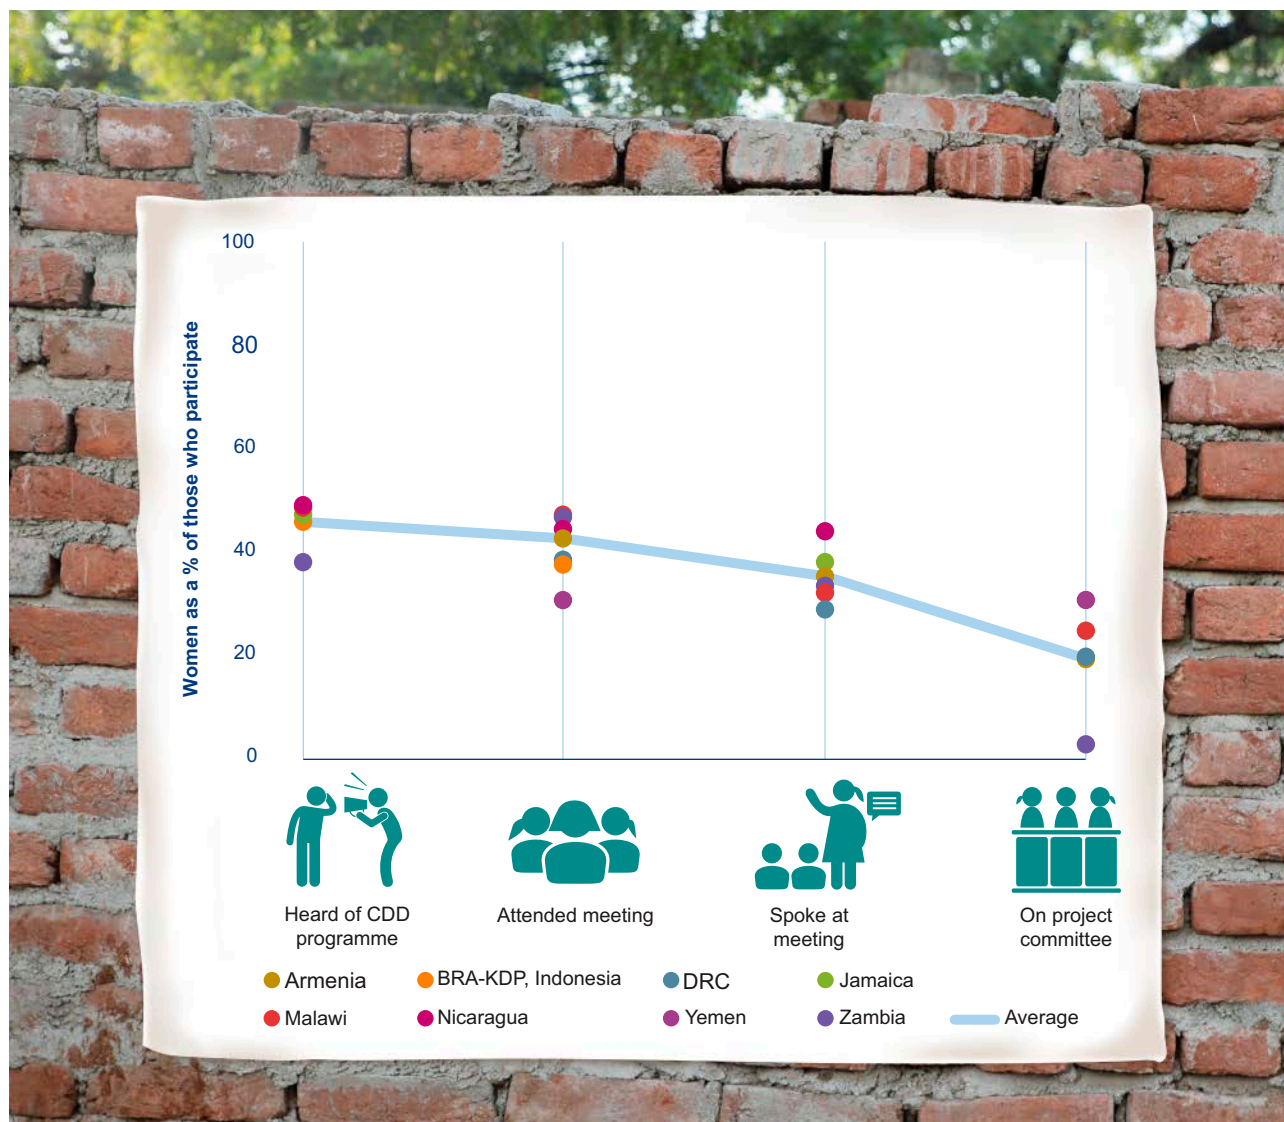 100
80
60
40
20
0
Women as a % of those who participate
Heard of CDD
programme
Attended meeting
Spoke at
meeting
On project
committee
Armenia
BRA-KDP, Indonesia
DRC
Jamaica
Malawi
Nicaragua
Yemen
Zambia
Average